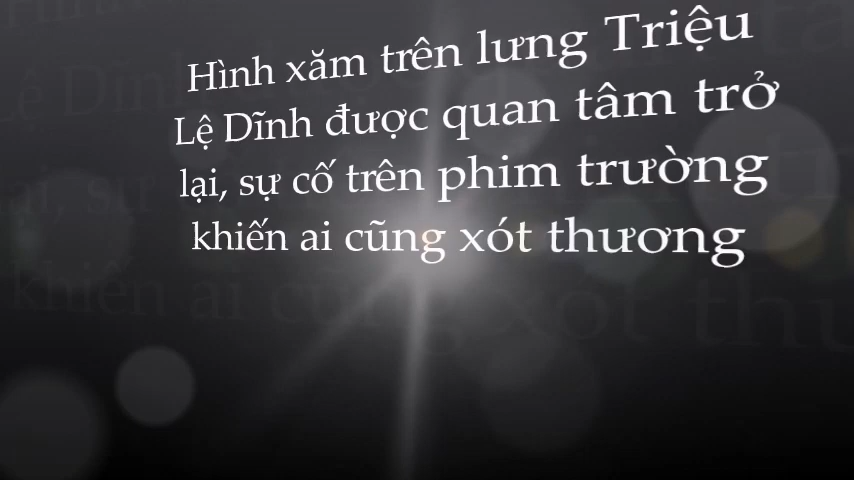 Hình xăm trên lưng Triệu
Lệ Dĩnh được quan tâm trở
lại, sự cố trên phim trường
khiến ai cũng xót thương